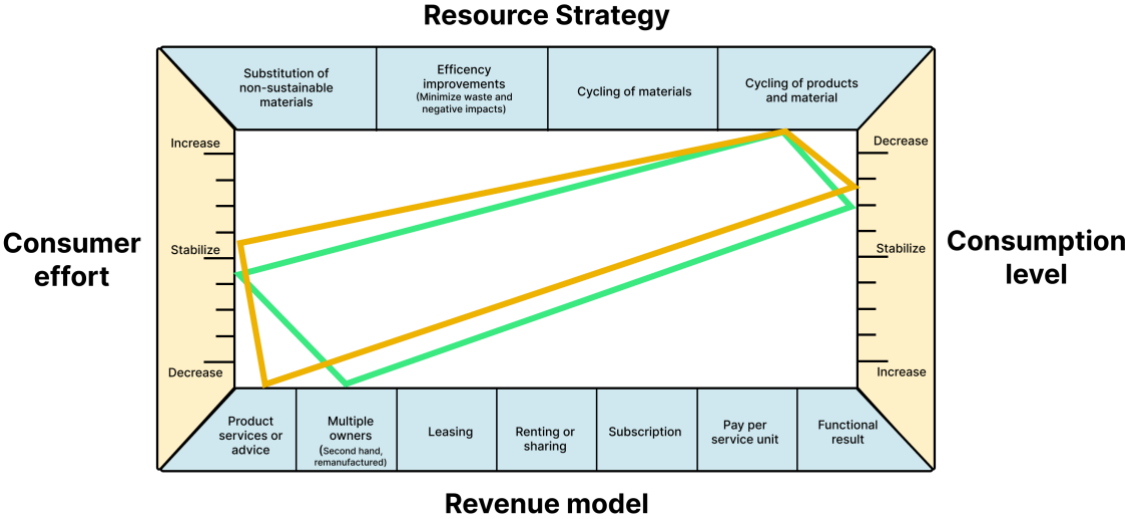 Resource Strategy
Substitution of
non-sustainable
materials
Efficency
improvements
(Minimize waste and
negative impacts)
Cycling of materials
Cycling of products
and material
Increase
Stabilize
Decrease
Consumer
effort
Decrease
Stabilize
Increase
Consumption
level
Product
services or
advice
Multiple
owners
(Second hand,
remanufactured)
Leasing
Renting or
sharing
Subscription
Pay per
service unit
Functional
result
Revenue model